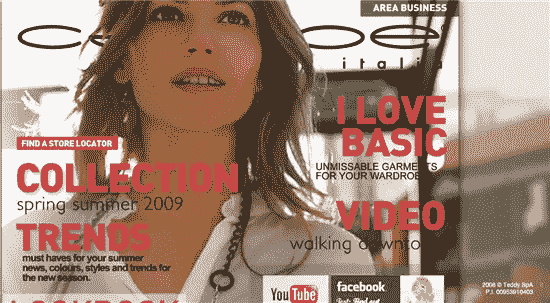 AREA BUSINESS
italia
I LOVE
BASIC
UNMISSABLE GARMENTS
FOR YOUR WARDROBE
FIND A STORE LOCATOR
COLLECTION
spring summer 2009
VIDEO
walking downto
TRENDS
must haves for your summer
news, colours, styles and trends for
the new season.
LOOKBOOK
YouTube
facebook
2008 © Teddy SpA
P.I. 00953910403